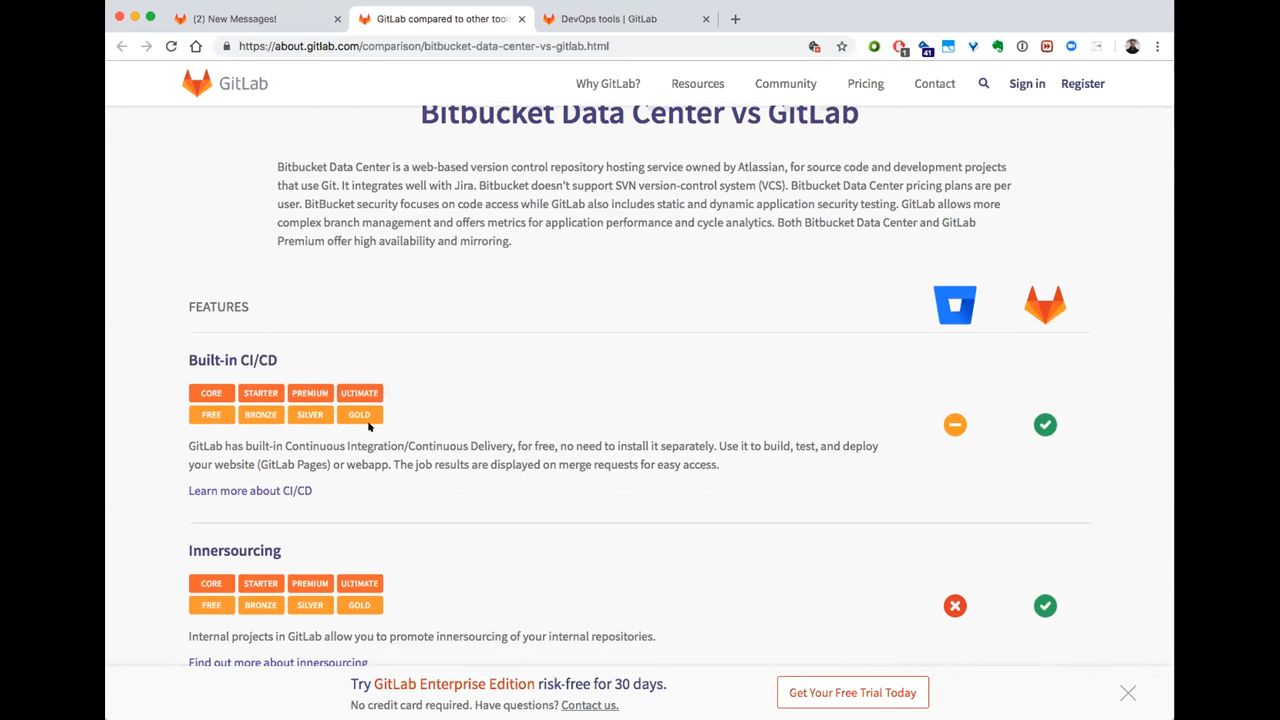 (2) New Messages!
GitLab compared to other tool
DevOps tools | GitLab
https://about.gitlab.com/comparison/bitbucket-data-center-vs-gitlab.html
1
41
GitLab
Why GitLab?
Resources
Community
Pricing
Contact
Sign in
Register
Bitbucket Data Center vs GitLab
Bitbucket Data Center is a web-based version control repository hosting service owned by Atlassian, for source code and development projects
that use Git. It integrates well with Jira. Bitbucket doesn't support SVN version-control system (VCS). Bitbucket Data Center pricing plans are per
user. BitBucket security focuses on code access while GitLab also includes static and dynamic application security testing. GitLab allows more
complex branch management and offers metrics for application performance and cycle analytics. Both Bitbucket Data Center and GitLab
Premium offer high availability and mirroring.
FEATURES
Built-in CI/CD
CORE STARTER PREMIUM ULTIMATE
FREE BRONZE SILVER GOLD
GitLab has built-in Continuous Integration/Continuous Delivery, for free, no need to install it separately. Use it to build, test, and deploy
your website (GitLab Pages) or webapp. The job results are displayed on merge requests for easy access.
Learn more about CI/CD
Innersourcing
CORE STARTER PREMIUM ULTIMATE
FREE BRONZE SILVER GOLD
Internal projects in GitLab allow you to promote innersourcing of your internal repositories.
Find out more about innersourcing
Try GitLab Enterprise Edition risk-free for 30 days.
No credit card required. Have questions? Contact us.
Get Your Free Trial Today